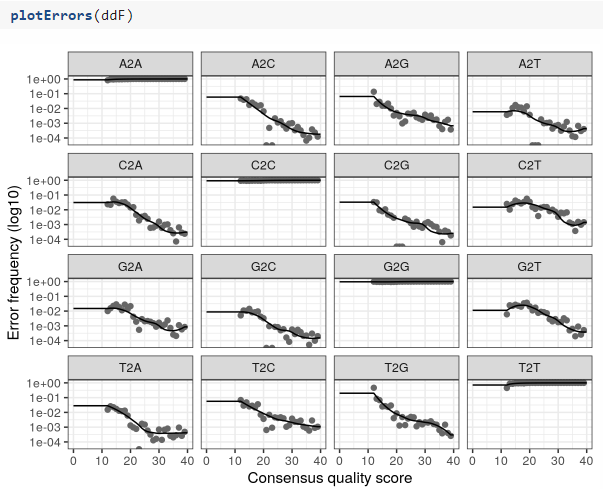 plotErrors(ddF)
A2A A2C A2G A2T
1e+00
1e-01
1e-02
1e-03
1e-04
C2A C2C C2G C2T
1e+00
1e-01
1e-02
1e-03
1e-04
G2A G2C G2G G2T
1e+00
1e-01
1e-02
1e-03
1e-04
T2A T2C T2G T2T
1e+00
1e-01
1e-02
1e-03
1e-04
0 10 20 30 40 0 10 20 30 40 0 10 20 30 40 0 10 20 30 40
Consensus quality score
Error frequency (log10)